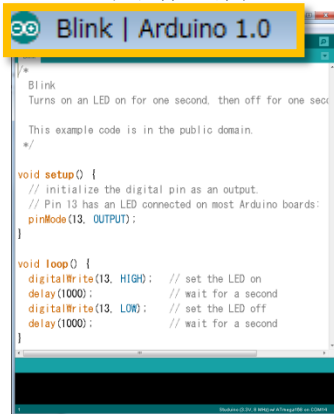 Blink | Arduino 1.0
/*
Blink
Turns on an LED on for one second, then off for one seco
This example code is in the public domain.
*/
void setup() {
// initialize the digital pin as an output.
// Pin 13 has an LED connected on most Arduino boards:
pinMode(13, OUTPUT);
}
void loop() {
digitalWrite(13, HIGH); // set the LED on
delay(1000); // wait for a second
digitalWrite(13, LOW); // set the LED off
delay(1000); // wait for a second
}